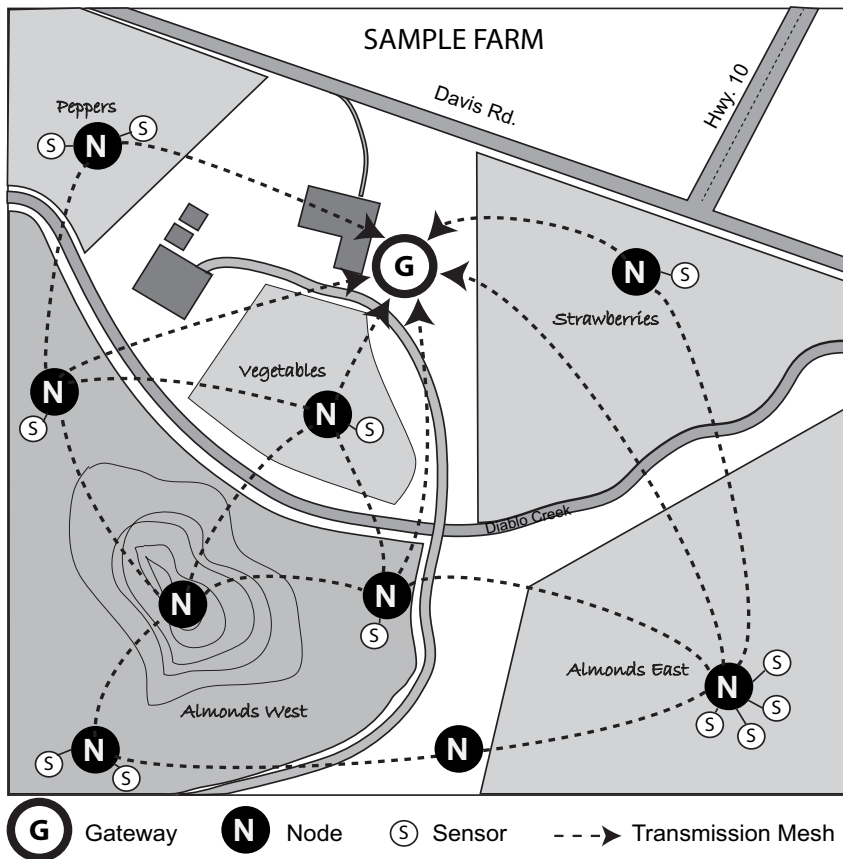 SAMPLE FARM
Davis Rd.
Hwy. 10
Peppers
S
S
N
G
N
S
Strawberries
Vegetables
N
S
N
S
Diablo Creek
N
N
S
Almonds East
S
N
S
S
S
Almonds West
N
S
S
N
G Gateway N Node S Sensor Transmission Mesh